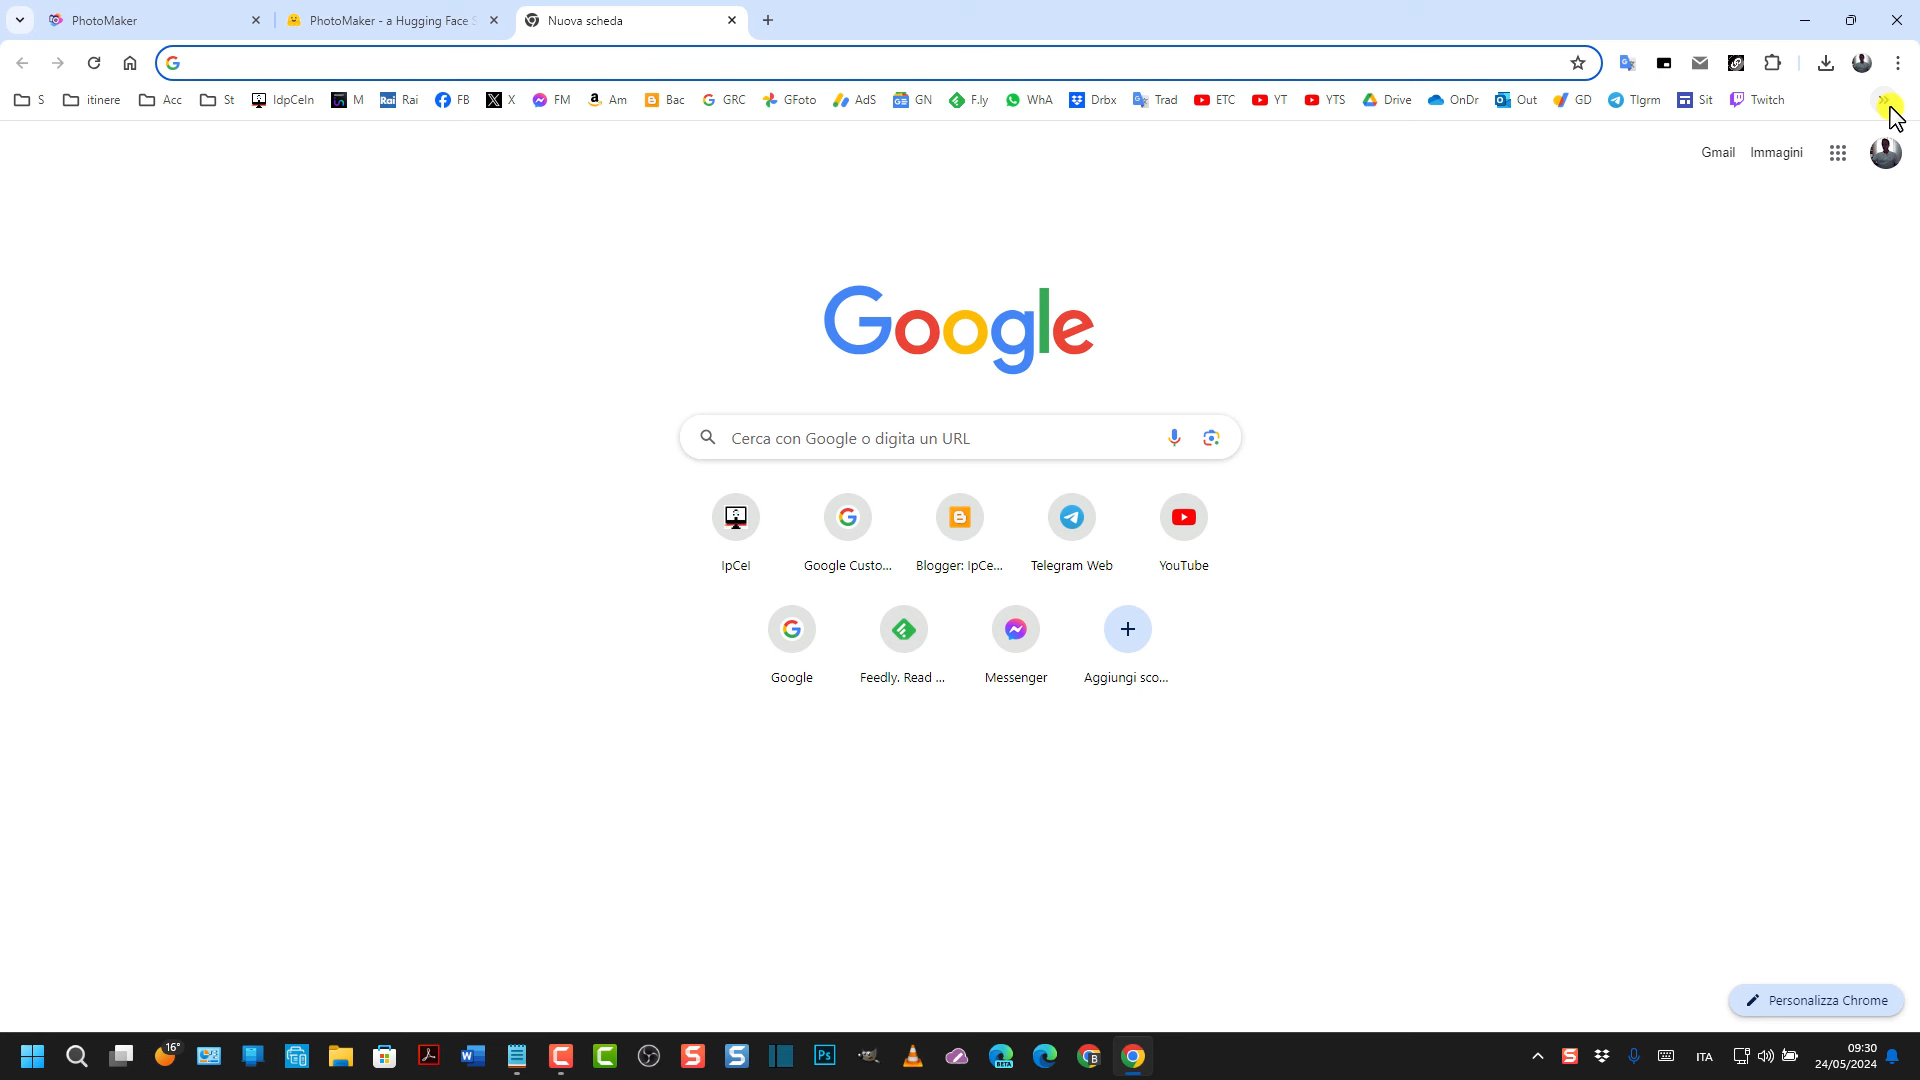 PhotoMaker
PhotoMaker - a Hugging Face S
Nuova scheda
S itinere Acc St IdpCeIn M Rai FB X FM Am Bac GRC GFoto AdS GN F.ly WhA Drbx Trad ETC YT YTS Drive OnDr Out GD Tlgrm Sit Twitch
Gmail Immagini
Google
Cerca con Google o digita un URL
IpCeI Google Custo... Blogger: IpCe... Telegram Web YouTube
Google Feedly. Read ... Messenger Aggiungi sco...
Personalizza Chrome
16°
ITA
09:30
24/05/2024